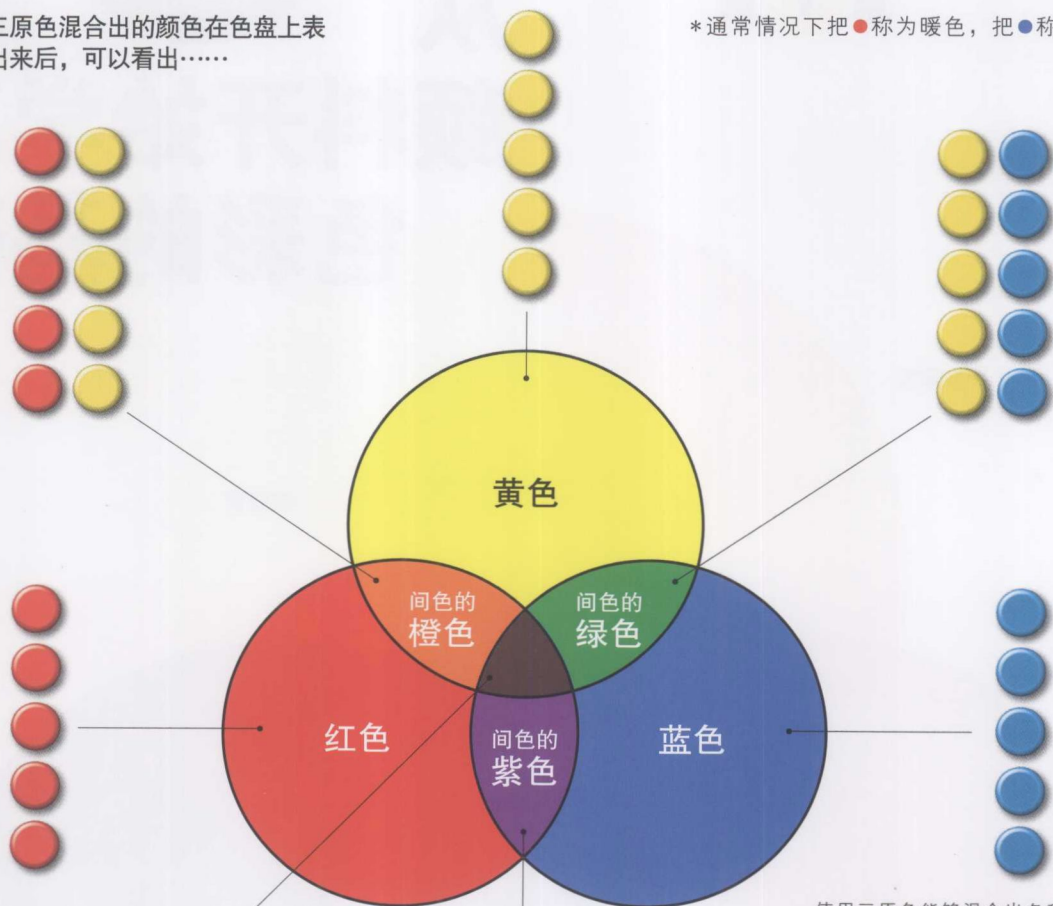 三原色混合出的颜色在色盘上表
出来后，可以看出……
*通常情况下把●称为暖色，把●称
黄色
间色的
橙色
间色的
绿色
红色
间色的
紫色
蓝色